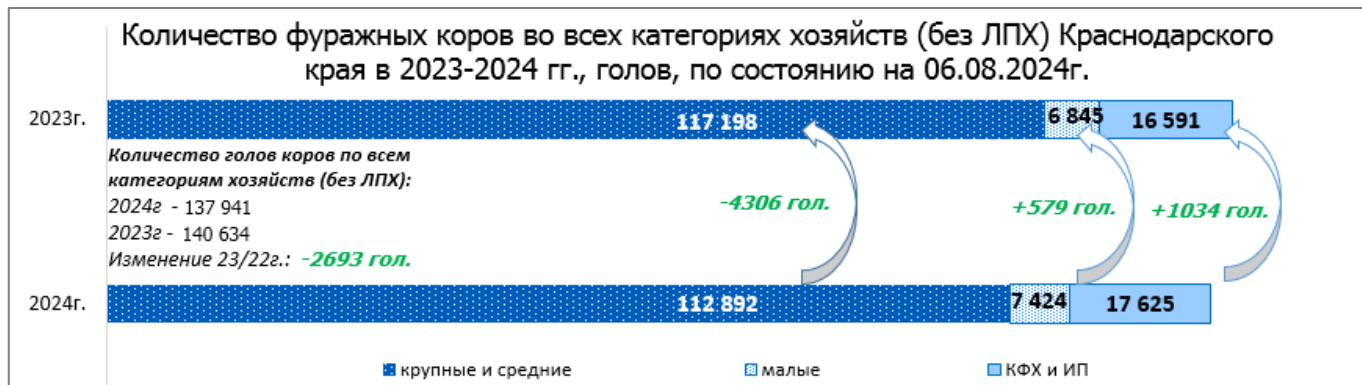 Количество фуражных коров во всех категориях хозяйств (без ЛПХ) Краснодарского
края в 2023-2024 гг., голов, по состоянию на 06.08.2024г.
2023г.
117 198
6 845
16 591
Количество голов коров по всем
категориям хозяйств (без ЛПХ):
2024г - 137 941
2023г - 140 634
Изменение 23/22г.: -2693 гол.
-4306 гол.
+579 гол.
+1034 гол.
2024г.
112 892
7 424
17 625
крупные и средние
малые
КФХ и ИП